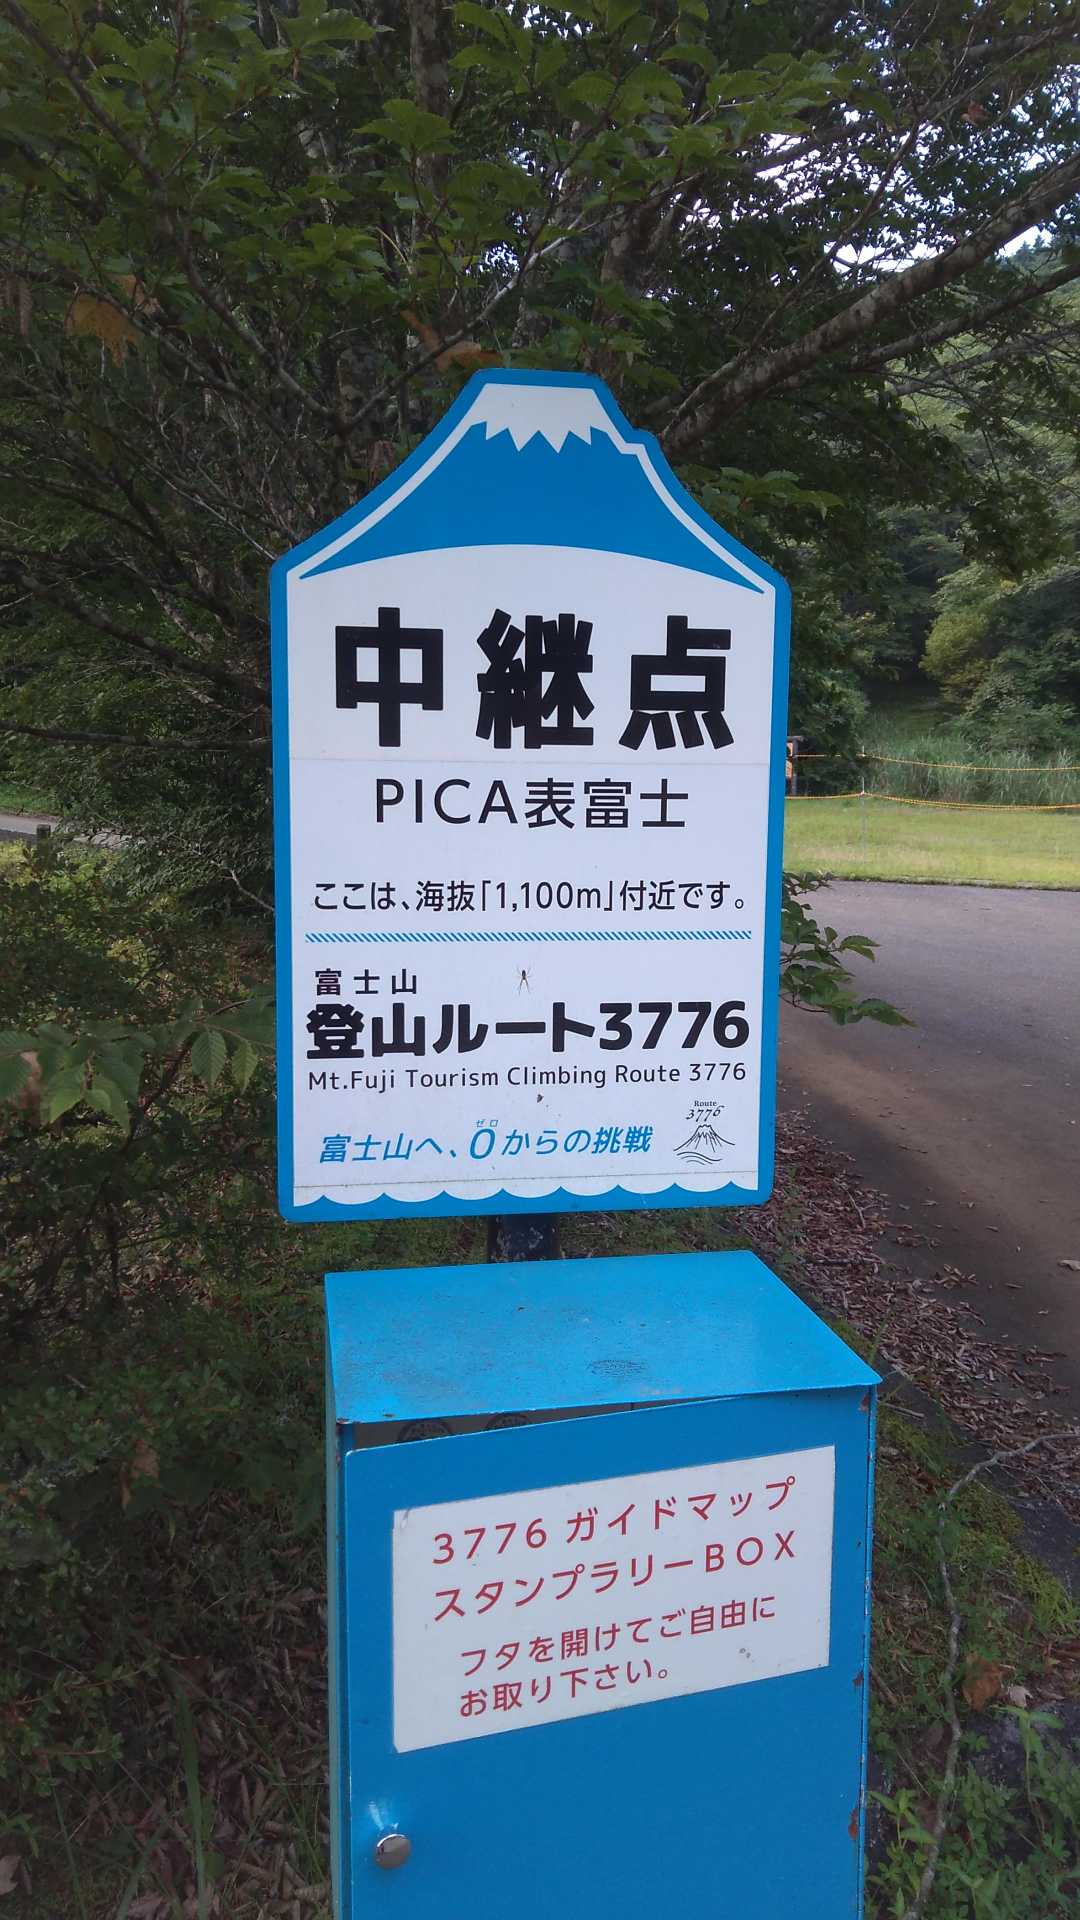 中継点
PICA表富士
ここは、海抜「1,100m」付近です。
富士山
登山ルート3776
Mt.Fuji Tourism Climbing Route 3776
Route
3776
ゼロ
富士山へ、0からの挑戦
3776 ガイドマップ
スタンプラリーBOX
フタを開けてご自由に
お取り下さい。